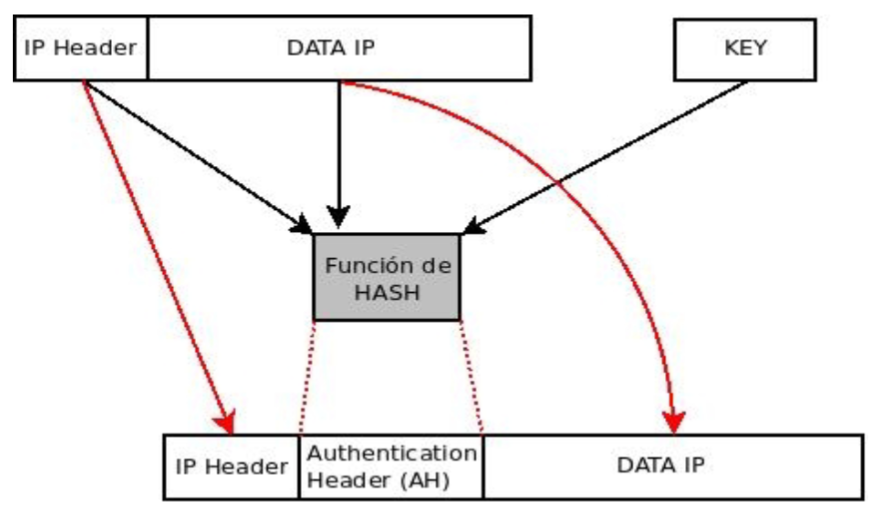 IP Header
DATA IP
KEY
Función de
HASH
IP Header
Authentication
Header (AH)
DATA IP